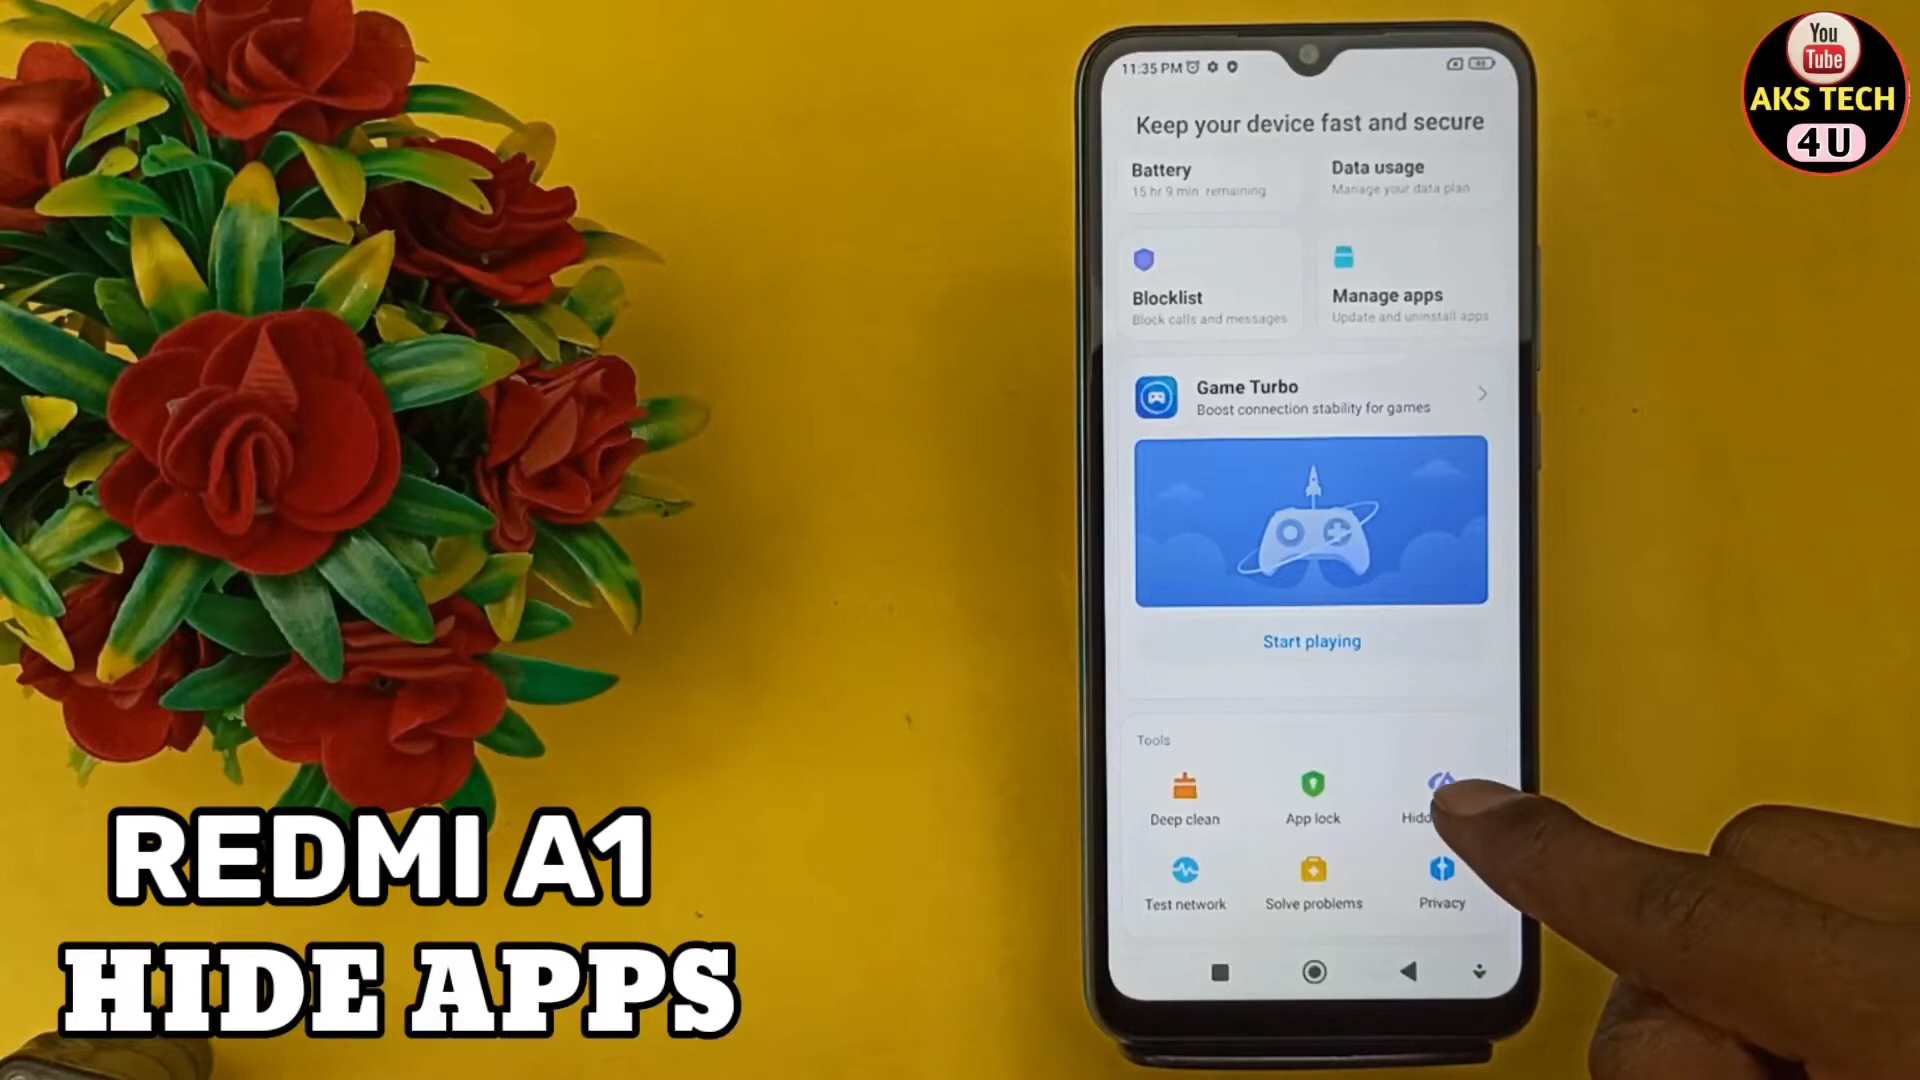 You
Tube
AKS TECH
4U
11:35 PM
Keep your device fast and secure
Battery
15 hr 9 min remaining
Data usage
Manage your data plan
Blocklist
Block calls and messages
Manage apps
Update and uninstall apps
Game Turbo
Boost connection stability for games
Start playing
Tools
Deep clean
App lock
Test network
Solve problems
Privacy
REDMI A1
HIDE APPS